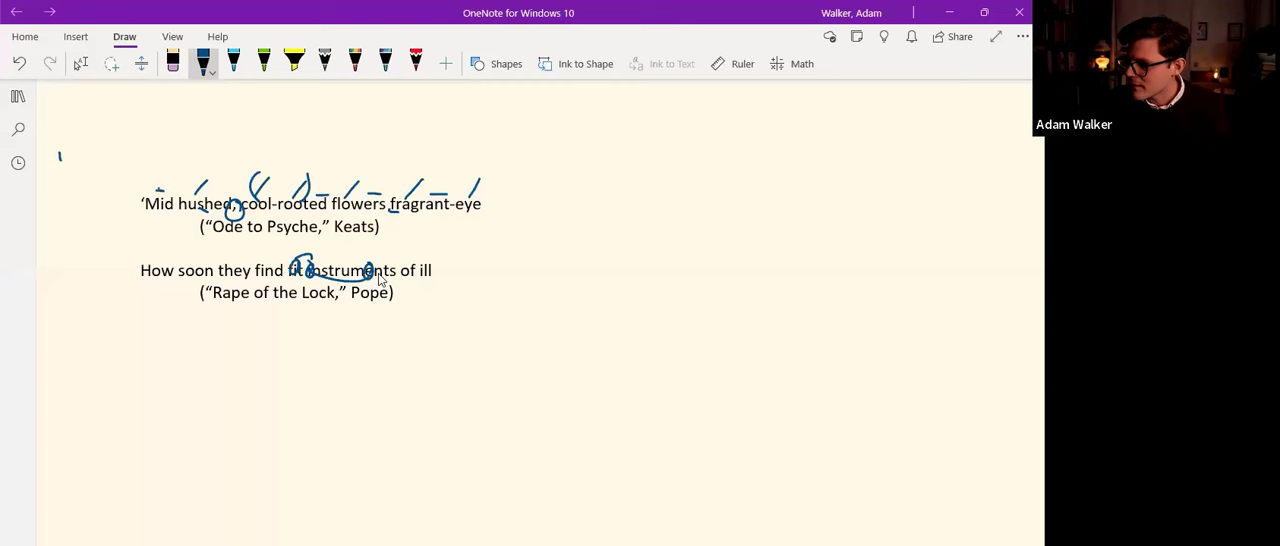 OneNote for Windows 10
Walker, Adam
Home Insert Draw View Help
Share
Shapes Ink to Shape Ink to Text Ruler Math
Adam Walker
‘Mid hushed, cool-rooted flowers fragrant-eye
(“Ode to Psyche,” Keats)
How soon they find fit instruments of ill
(“Rape of the Lock,” Pope)